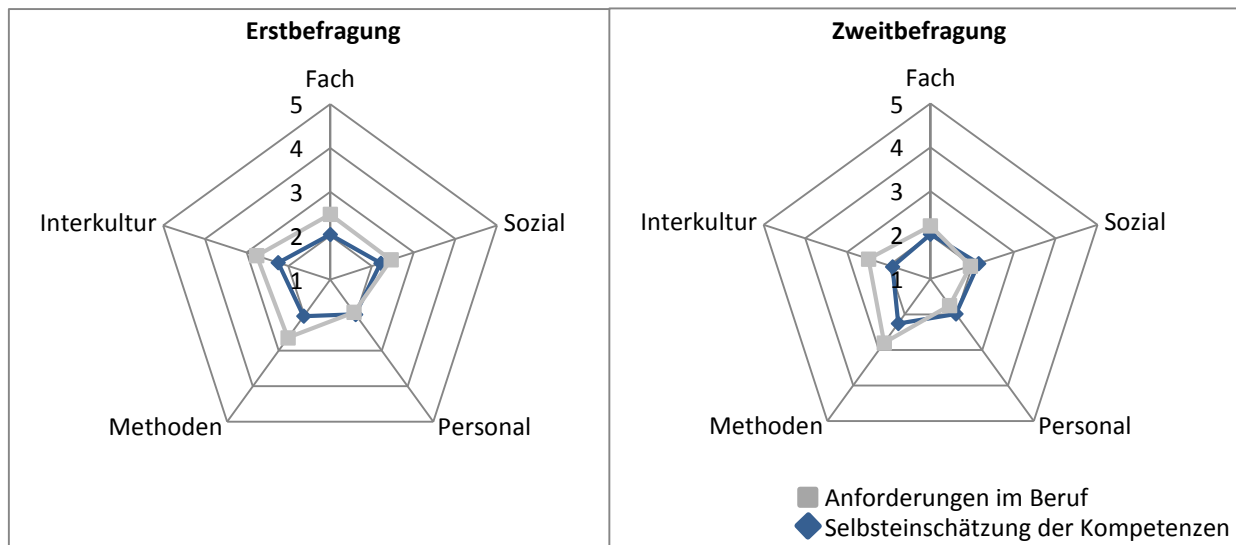 Erstbefragung
Fach
5
4
3
2
1
Interkultur
Sozial
Methoden
Personal
Zweitbefragung
Fach
5
4
3
2
1
Interkultur
Sozial
Methoden
Personal
Anforderungen im Beruf
Selbsteinschätzung der Kompetenzen